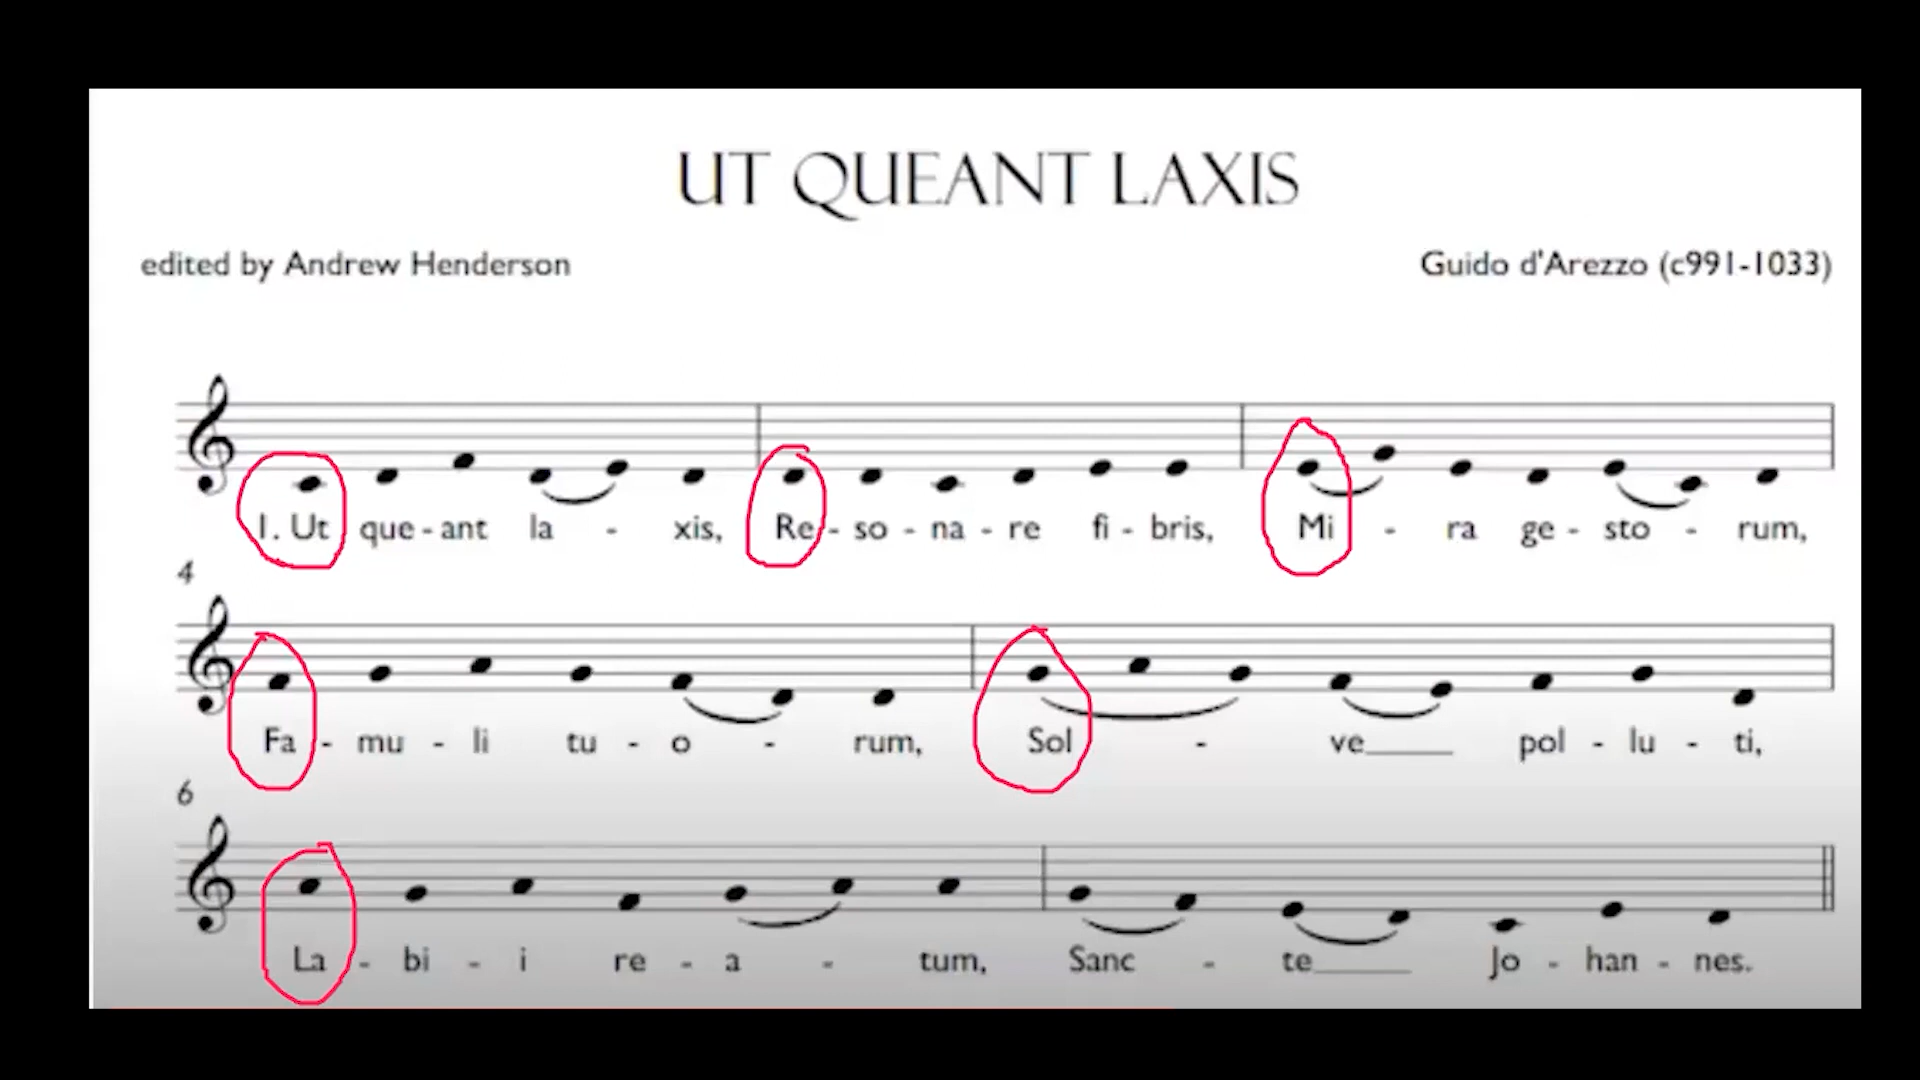 UT QUEANT LAXIS
edited by Andrew Henderson
Guido d'Arezzo (c991-1033)
1. Ut que - ant la - xis, Re - so - na - re fi - bris, Mi - ra ge - sto - rum,
4
Fa - mu - li tu - o - rum, Sol - ve____ pol - lu - ti,
6
La - bi - i re - a - tum, Sanc - te____ Jo - han - nes.